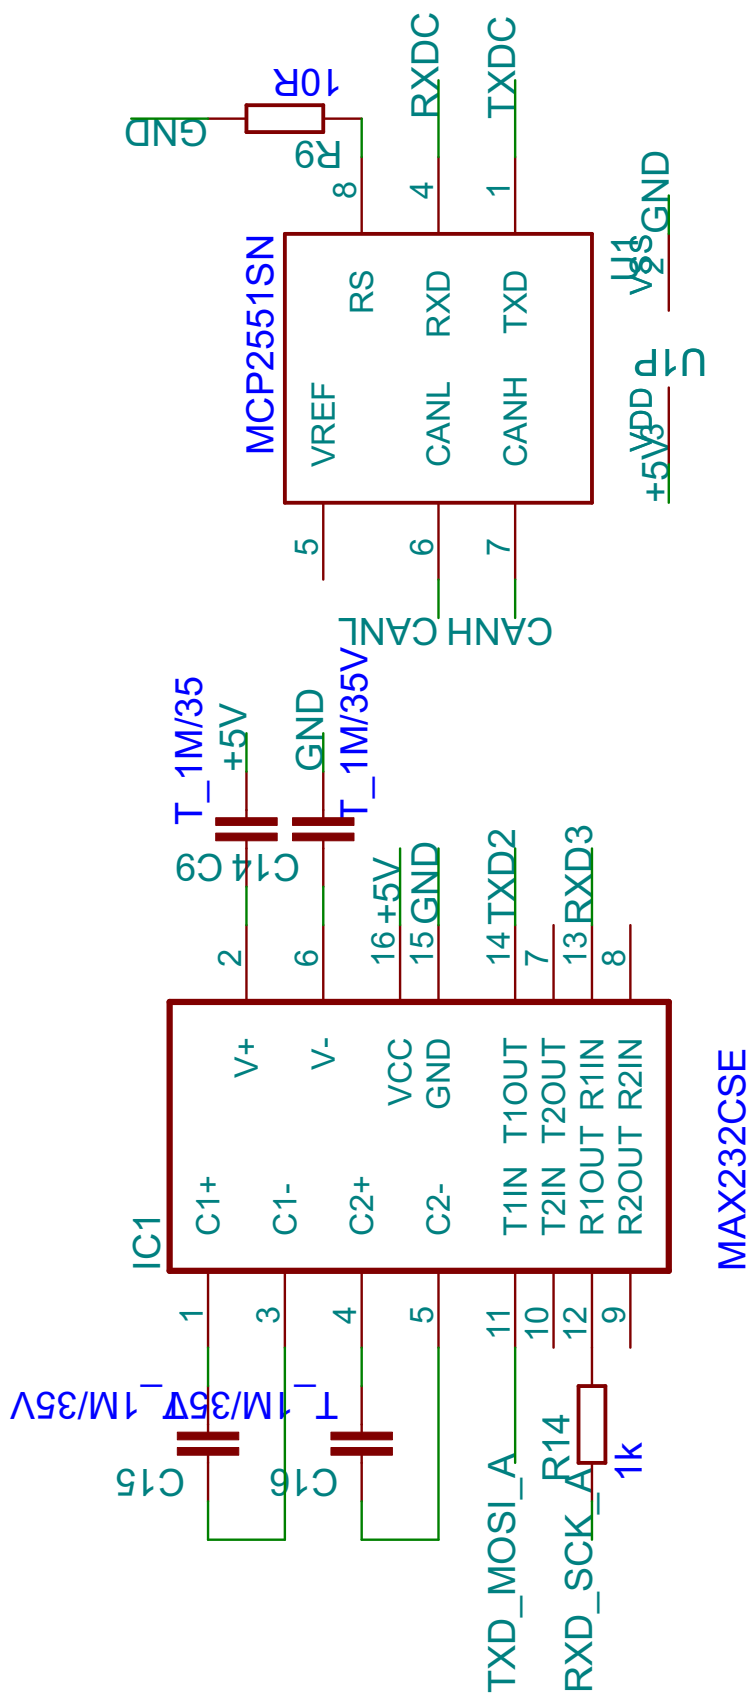 10R
GND
R9
RXDC
TXDC
8
4
1
MCP2551SN
RS
RXD
TXD
VREF
CANL
CANH
5
6
7
CANL
CANH
U1
VSS
2
GND
U1P
VDD
3
+5V
T_1M/35
+5V
GND
T_1M/35V
C9
C14
+5V
GND
TXD2
RXD3
2
6
16
15
14
7
13
8
V+
V-
VCC
GND
T1OUT
T2OUT
R1IN
R2IN
IC1
C1+
C1-
C2+
C2-
T1IN
T2IN
R1OUT
R2OUT
MAX232CSE
1
3
4
5
11
10
12
9
T_1M/35V
T_1M/35V
C15
C16
R14
1k
TXD_MOSI_A
RXD_SCK_A